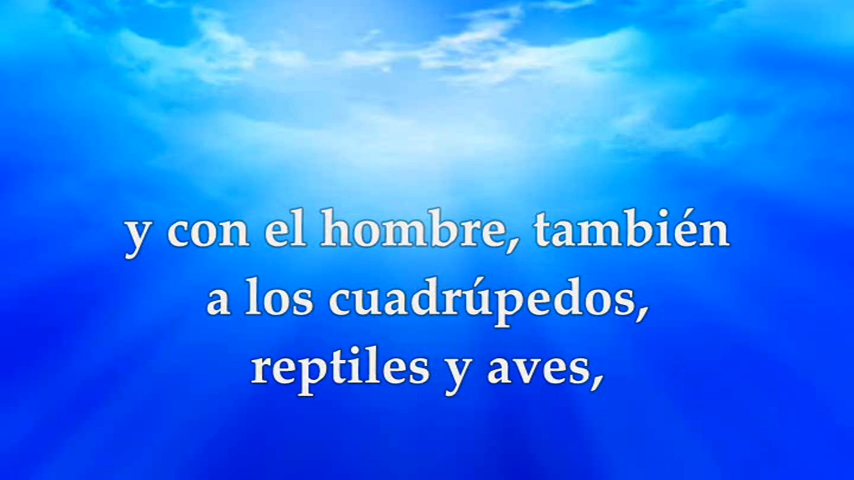 y con el hombre, también
a los cuadrúpedos,
reptiles y aves,